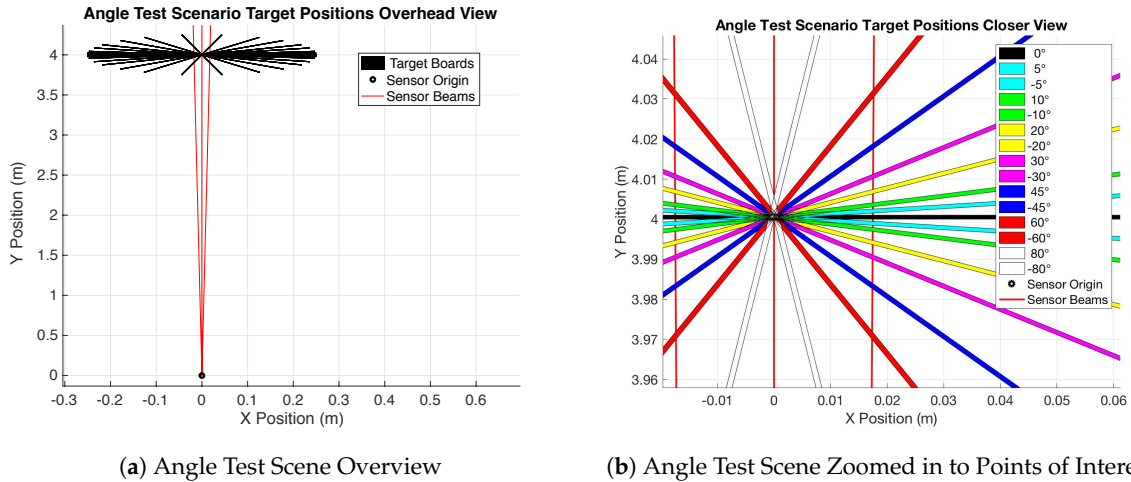 Angle Test Scenario Target Positions Overhead View
4
3.5
3
2.5
2
1.5
1
0.5
0
Y Position (m)
Target Boards
Sensor Origin
Sensor Beams
-0.3 -0.2 -0.1 0 0.1 0.2 0.3 0.4 0.5 0.6
X Position (m)
(a) Angle Test Scene Overview
Angle Test Scenario Target Positions Closer View
4.04
4.03
4.02
4.01
4
3.99
3.98
3.97
3.96
Y Position (m)
0°
5°
-5°
10°
-10°
20°
-20°
30°
-30°
45°
-45°
60°
-60°
80°
-80°
Sensor Origin
Sensor Beams
-0.01 0 0.01 0.02 0.03 0.04 0.05 0.06
X Position (m)
(b) Angle Test Scene Zoomed in to Points of Intere